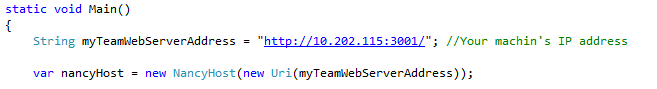 static void Main()
{
String myTeamWebServerAddress = "http://10.202.115:3001/"; //Your machin's IP address
var nancyHost = new NancyHost(new Uri(myTeamWebServerAddress));